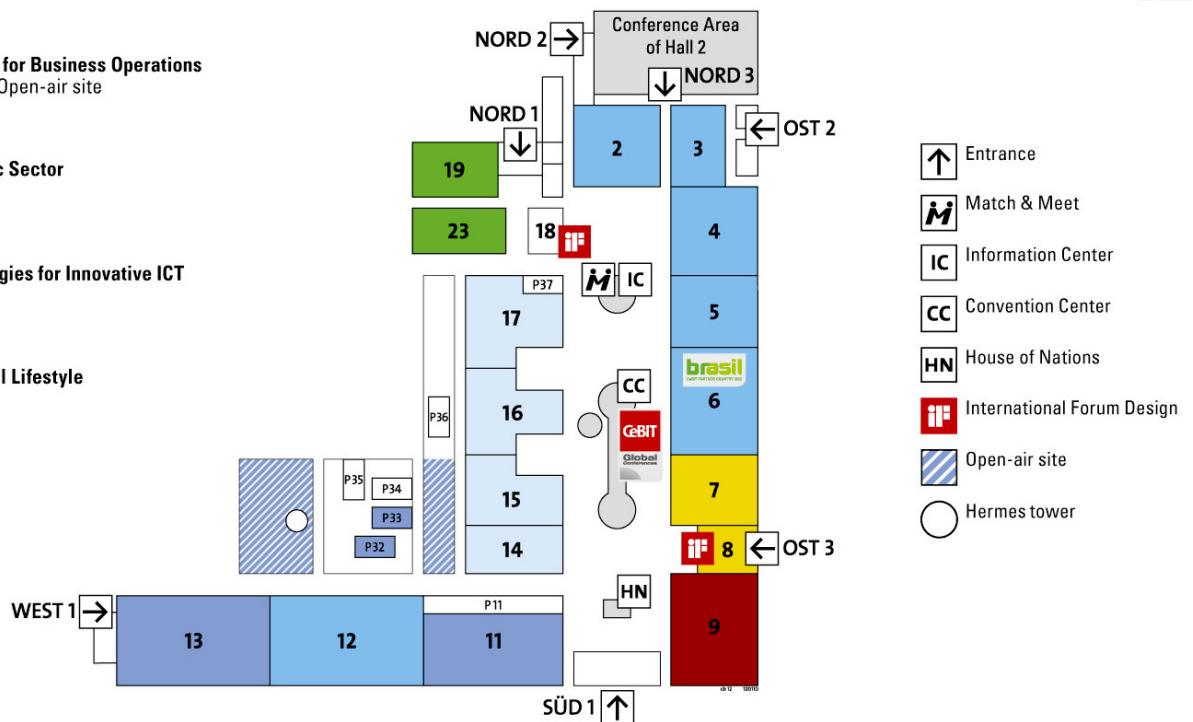 for Business Operations
Open-air site
c Sector
gies for Innovative ICT
l Lifestyle
Conference Area
of Hall 2
NORD 2
NORD 3
NORD 1
OST 2
2
3
19
23
18
iF
4
P37
IC
17
5
brasil
CC
6
16
P36
CeBIT
Global
Conferences
P35
P34
P33
P32
15
7
14
iF
8
OST 3
HN
WEST 1
P11
13
12
11
9
SÜD 1
Entrance
Match & Meet
IC
Information Center
CC
Convention Center
HN
House of Nations
iF
International Forum Design
Open-air site
Hermes tower